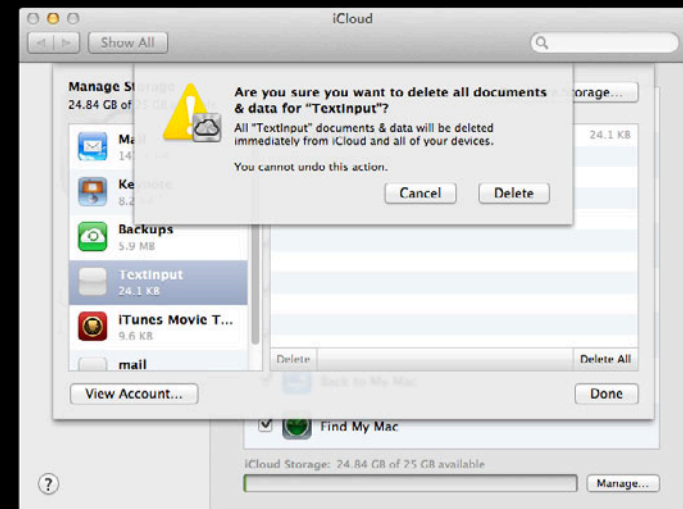 iCloud
Show All
Manage
24.84 GB of
Are you sure you want to delete all documents
& data for “TextInput”?
All "TextInput" documents & data will be deleted
immediately from iCloud and all of your devices.
You cannot undo this action.
Cancel
Delete
24.1 KB
Backups
5.9 MB
TextInput
24.1 KB
iTunes Movie T...
9.6 KB
mail
Delete
Delete All
View Account...
Done
Back to My Mac
Find My Mac
iCloud Storage: 24.84 GB of 25 GB available
Manage...
?